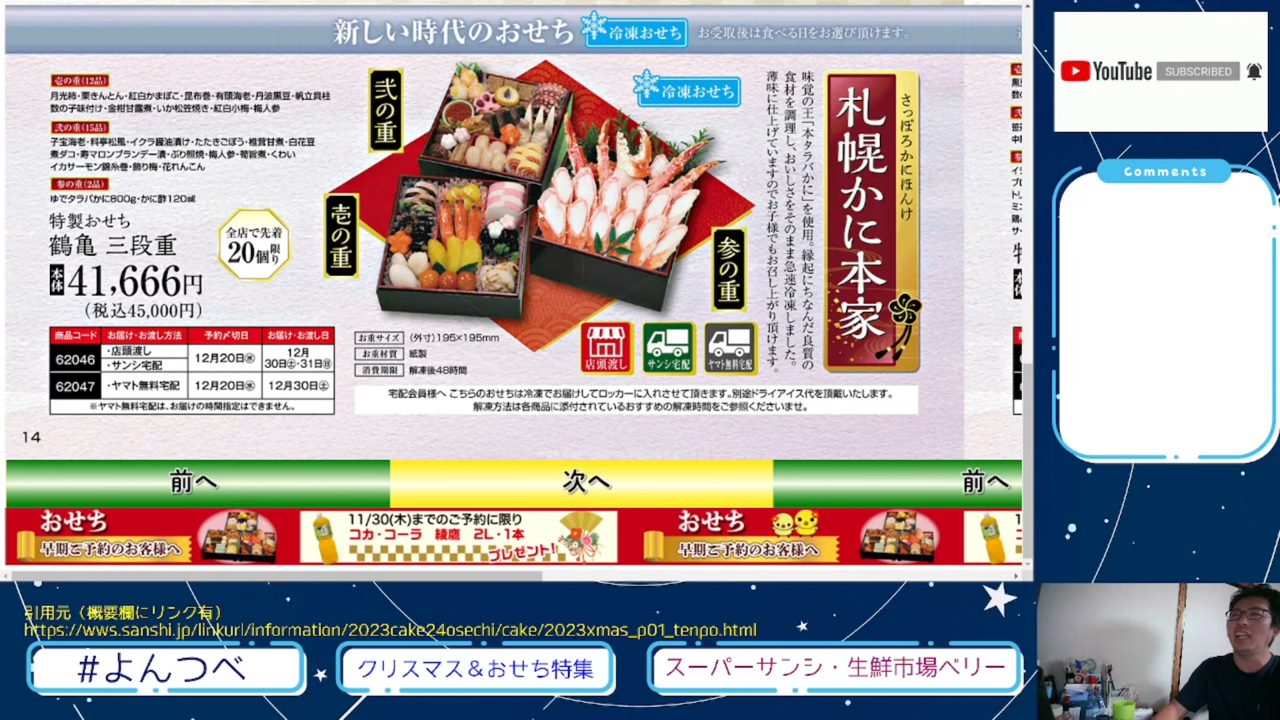 新しい時代のおせち
冷凍おせち
お受取後は食べる日をお選び頂けます。
壱の重(12品)
月光柿・栗きんとん・紅白かまぼこ・昆布巻・有頭海老・丹波黒豆・帆立貝柱
数の子味付け・金柑甘露煮・いか松笠焼き・紅白小梅・梅人参
弐の重(15品)
子宝海老・料亭松風・イクラ醤油漬け・たたきごぼう・椎茸甘煮・白花豆
煮ダコ・寿マロンブランデー漬・ぶり照焼・梅人参・筍旨煮・くわい
イカサーモン錦糸巻・飾り梅・花れんこん
参の重(2品)
ゆでタラバかに800g・かに酢120㎖
特製おせち
鶴亀 三段重
本体41,666円
(税込45,000円)
全店で先着
20個限り
弐の重
壱の重
参の重
冷凍おせち
味覚の王「本タラバかに」を使用。縁起にちなんだ良質の
食材を調理し、おいしさをそのまま急速冷凍しました。
薄味に仕上げていますのでお子様でもお召し上がり頂けます。
さっぽろかにほんけ
札幌かに本家
商品コード お届け・お渡し方法 予約〆切日 お届け・お渡し日
62046 ・店頭渡し ・サンシ宅配 12月20日㊌ 12月30日㊏・31日㊐
62047 ・ヤマト無料宅配 12月20日㊌ 12月30日㊏
※ヤマト無料宅配は、お届けの時間指定はできません。
お重サイズ (外寸)195×195mm
お重材質 紙製
消費期限 解凍後48時間
店頭渡し
サンシ宅配
ヤマト無料宅配
宅配会員様へ こちらのおせちは冷凍でお届けしてロッカーに入れさせて頂きます。別途ドライアイス代を頂戴いたします。
解凍方法は各商品に添付されているおすすめの解凍時間をご参照くださいませ。
14
前へ
次へ
前へ
おせち
早期ご予約のお客様へ
11/30(木)までのご予約に限り
コカ・コーラ 綾鷹 2L・1本
プレゼント!
おせち
早期ご予約のお客様へ
YouTube
SUBSCRIBED
Comments
引用元(概要欄にリンク有)
https://wws.sanshi.jp/linkurl/information/2023cake24osechi/cake/2023xmas_p01_tenpo.html
#よんつべ
クリスマス&おせち特集
スーパーサンシ・生鮮市場ベリー